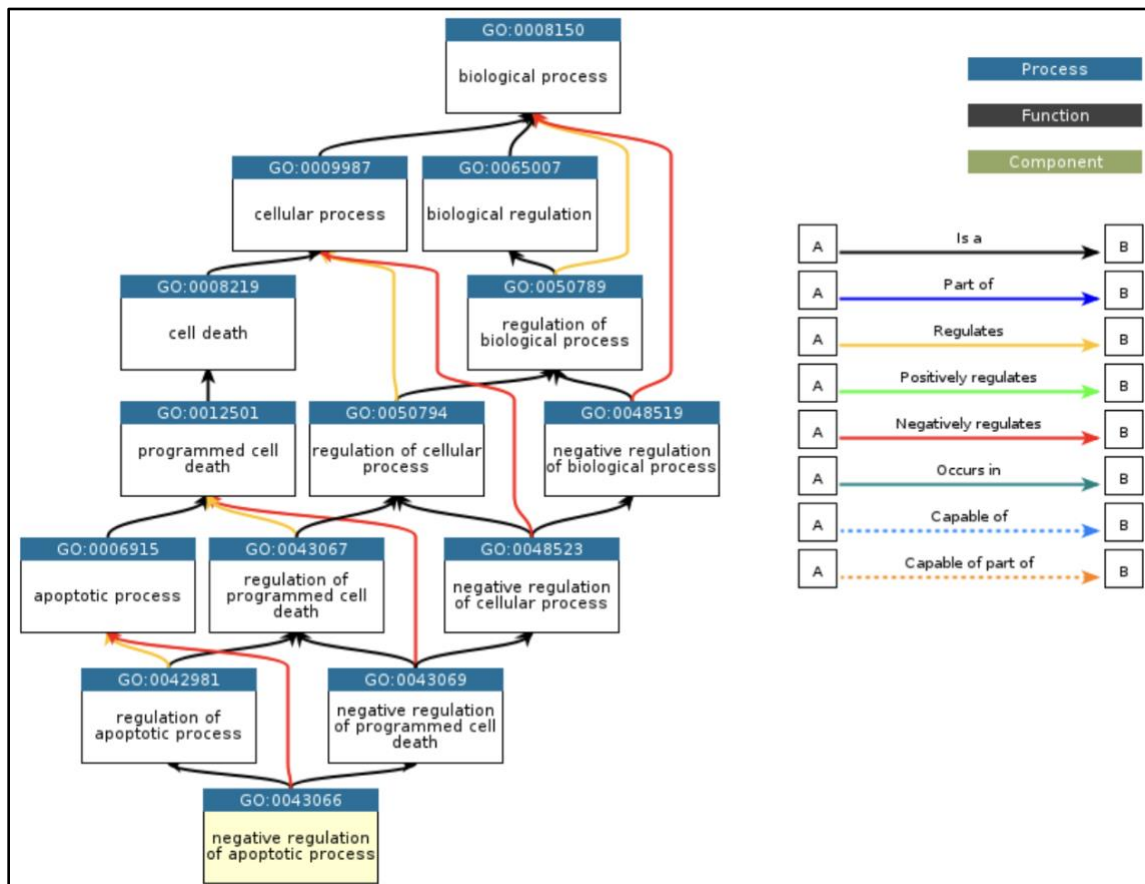 GO:0008150
biological process
GO:0009987
cellular process
GO:0065007
biological regulation
GO:0008219
cell death
GO:0050789
regulation of
biological process
GO:0012501
programmed cell
death
GO:0050794
regulation of cellular
process
GO:0048519
negative regulation
of biological process
GO:0006915
apoptotic process
GO:0043067
regulation of
programmed cell
death
GO:0048523
negative regulation
of cellular process
GO:0042981
regulation of
apoptotic process
GO:0043069
negative regulation
of programmed cell
death
GO:0043066
negative regulation
of apoptotic process
Process
Function
Component
A Is a B
A Part of B
A Regulates B
A Positively regulates B
A Negatively regulates B
A Occurs in B
A Capable of B
A Capable of part of B